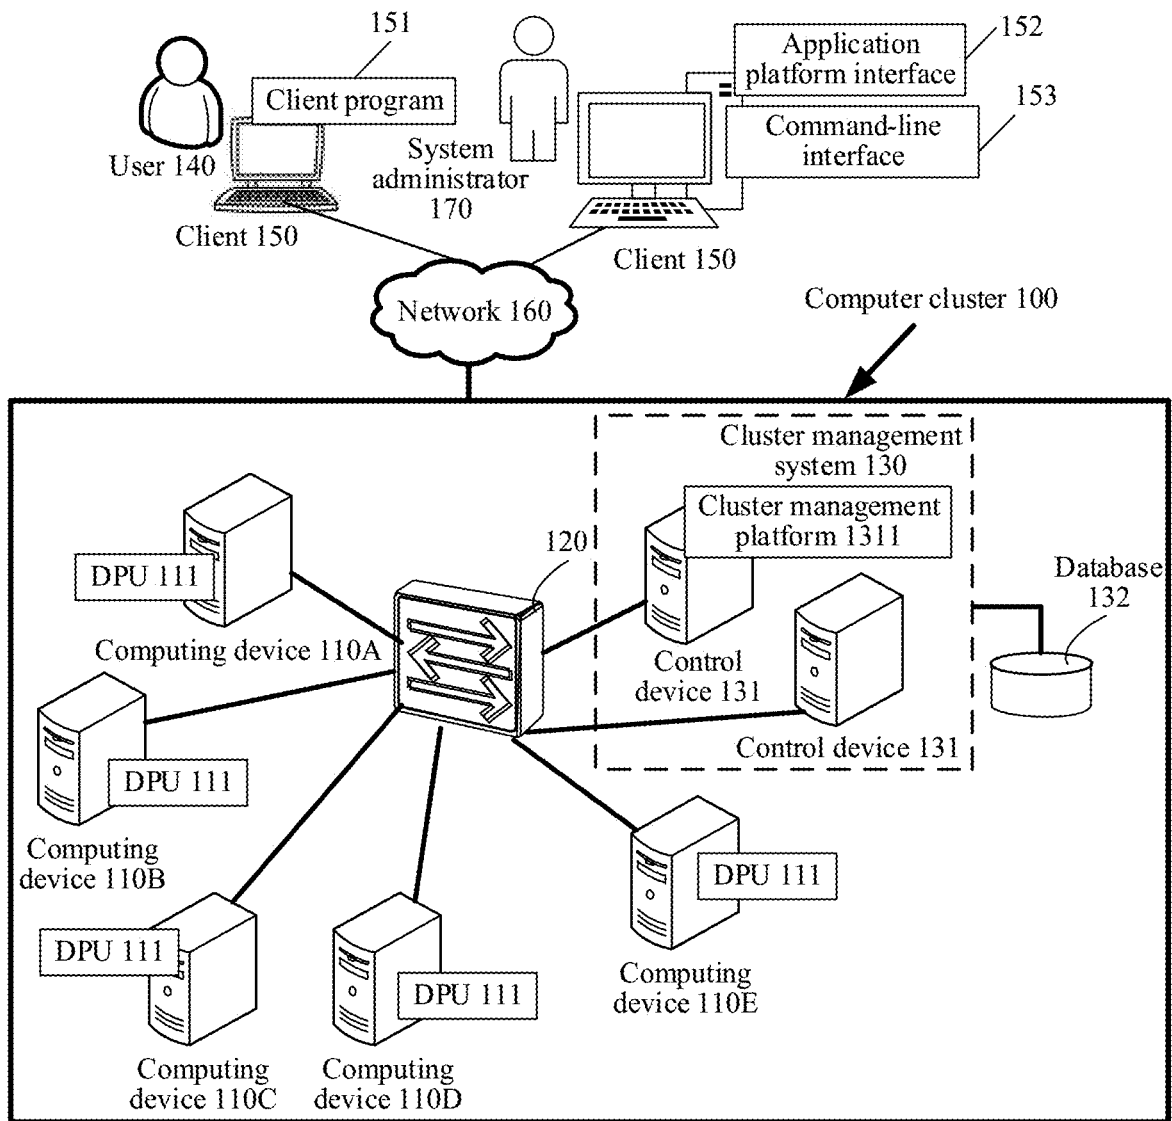 151
152
Application
platform interface
Client program
153
Command-line
interface
User 140
System
administrator
170
Client 150
Client 150
Network 160
Computer cluster 100
Cluster management
system 130
Cluster management
platform 1311
120
DPU 111
Database
132
Computing device 110A
Control
device 131
Control device 131
DPU 111
Computing
device 110B
DPU 111
DPU 111
DPU 111
Computing
device 110E
Computing
device 110C
Computing
device 110D